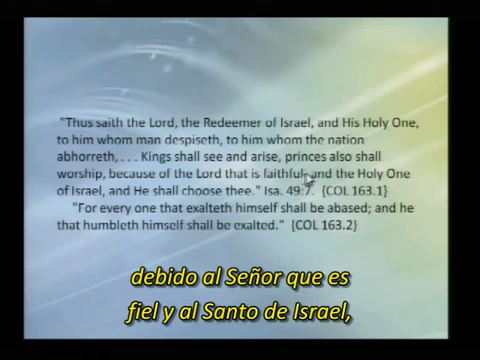 "Thus saith the Lord, the Redeemer of Israel, and His Holy One,
to him whom man despiseth, to him whom the nation
abhorreth, . . . Kings shall see and arise, princes also shall
worship, because of the Lord that is faithful, and the Holy One
of Israel, and He shall choose thee." Isa. 49:7. {COL 163.1}
"For every one that exalteth himself shall be abased; and he
that humbleth himself shall be exalted." {COL 163.2}
debido al Señor que es
fiel y al Santo de Israel,